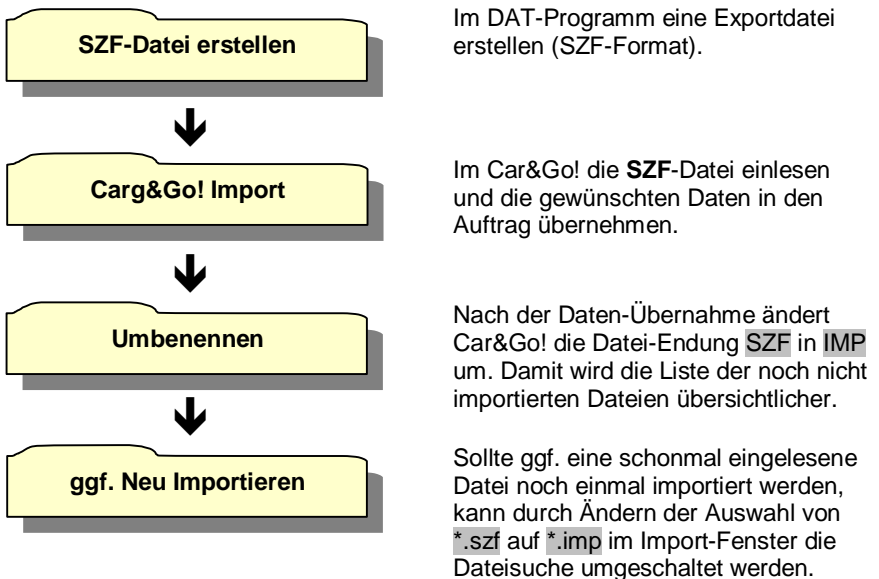 SZF-Datei erstellen
Im DAT-Programm eine Exportdatei
erstellen (SZF-Format).
Carg&Go! Import
Im Car&Go! die SZF-Datei einlesen
und die gewünschten Daten in den
Auftrag übernehmen.
Umbenennen
Nach der Daten-Übernahme ändert
Car&Go! die Datei-Endung SZF in IMP
um. Damit wird die Liste der noch nicht
importierten Dateien übersichtlicher.
ggf. Neu Importieren
Sollte ggf. eine schonmal eingelesene
Datei noch einmal importiert werden,
kann durch Ändern der Auswahl von
*.szf auf *.imp im Import-Fenster die
Dateisuche umgeschaltet werden.